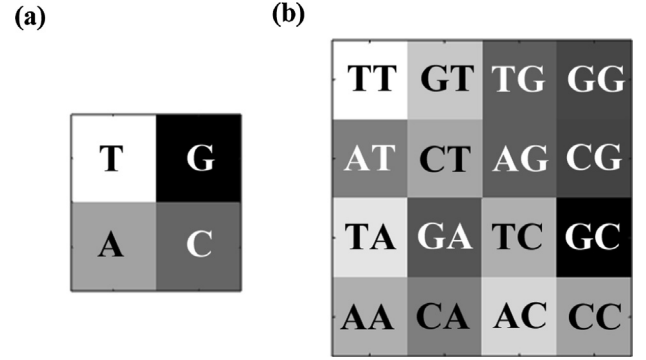 (a)
T G
A C
(b)
TT GT TG GG
AT CT AG CG
TA GA TC GC
AA CA AC CC